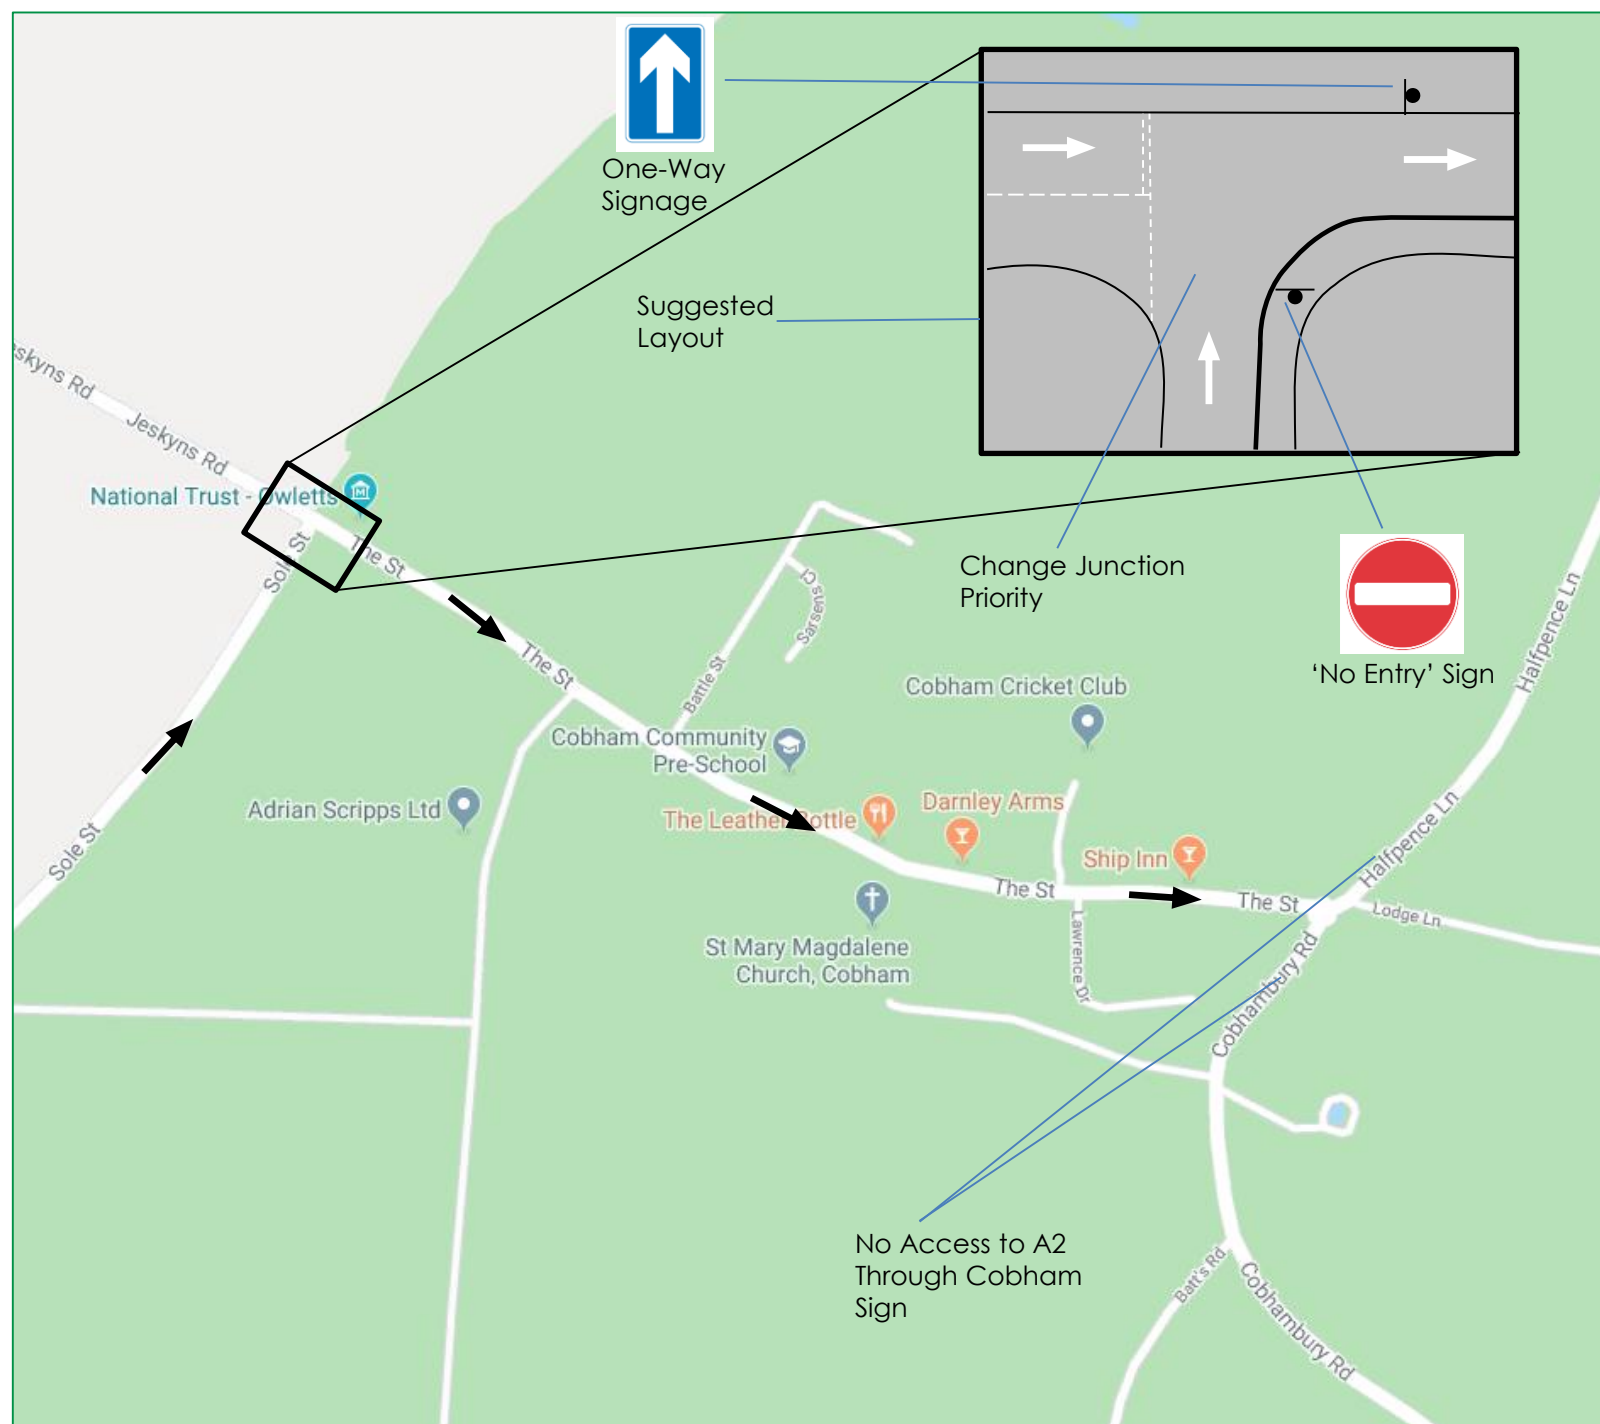 One-Way
Signage
Suggested
Layout
skyns Rd
Jeskyns Rd
National Trust - Owletts
Sole St
The St
Change Junction
Priority
'No Entry' Sign
Sarsens Cl
Halfpence Ln
The St
Battle St
Cobham Cricket Club
Cobham Community
Pre-School
Adrian Scripps Ltd
The Leather Bottle
Darnley Arms
Sole St
Ship Inn
Halfpence Ln
The St
The St
Lodge Ln
Lawrence Dr
St Mary Magdalene
Church, Cobham
Cobhambury Rd
No Access to A2
Through Cobham
Sign
Batt's Rd
Cobhambury Rd